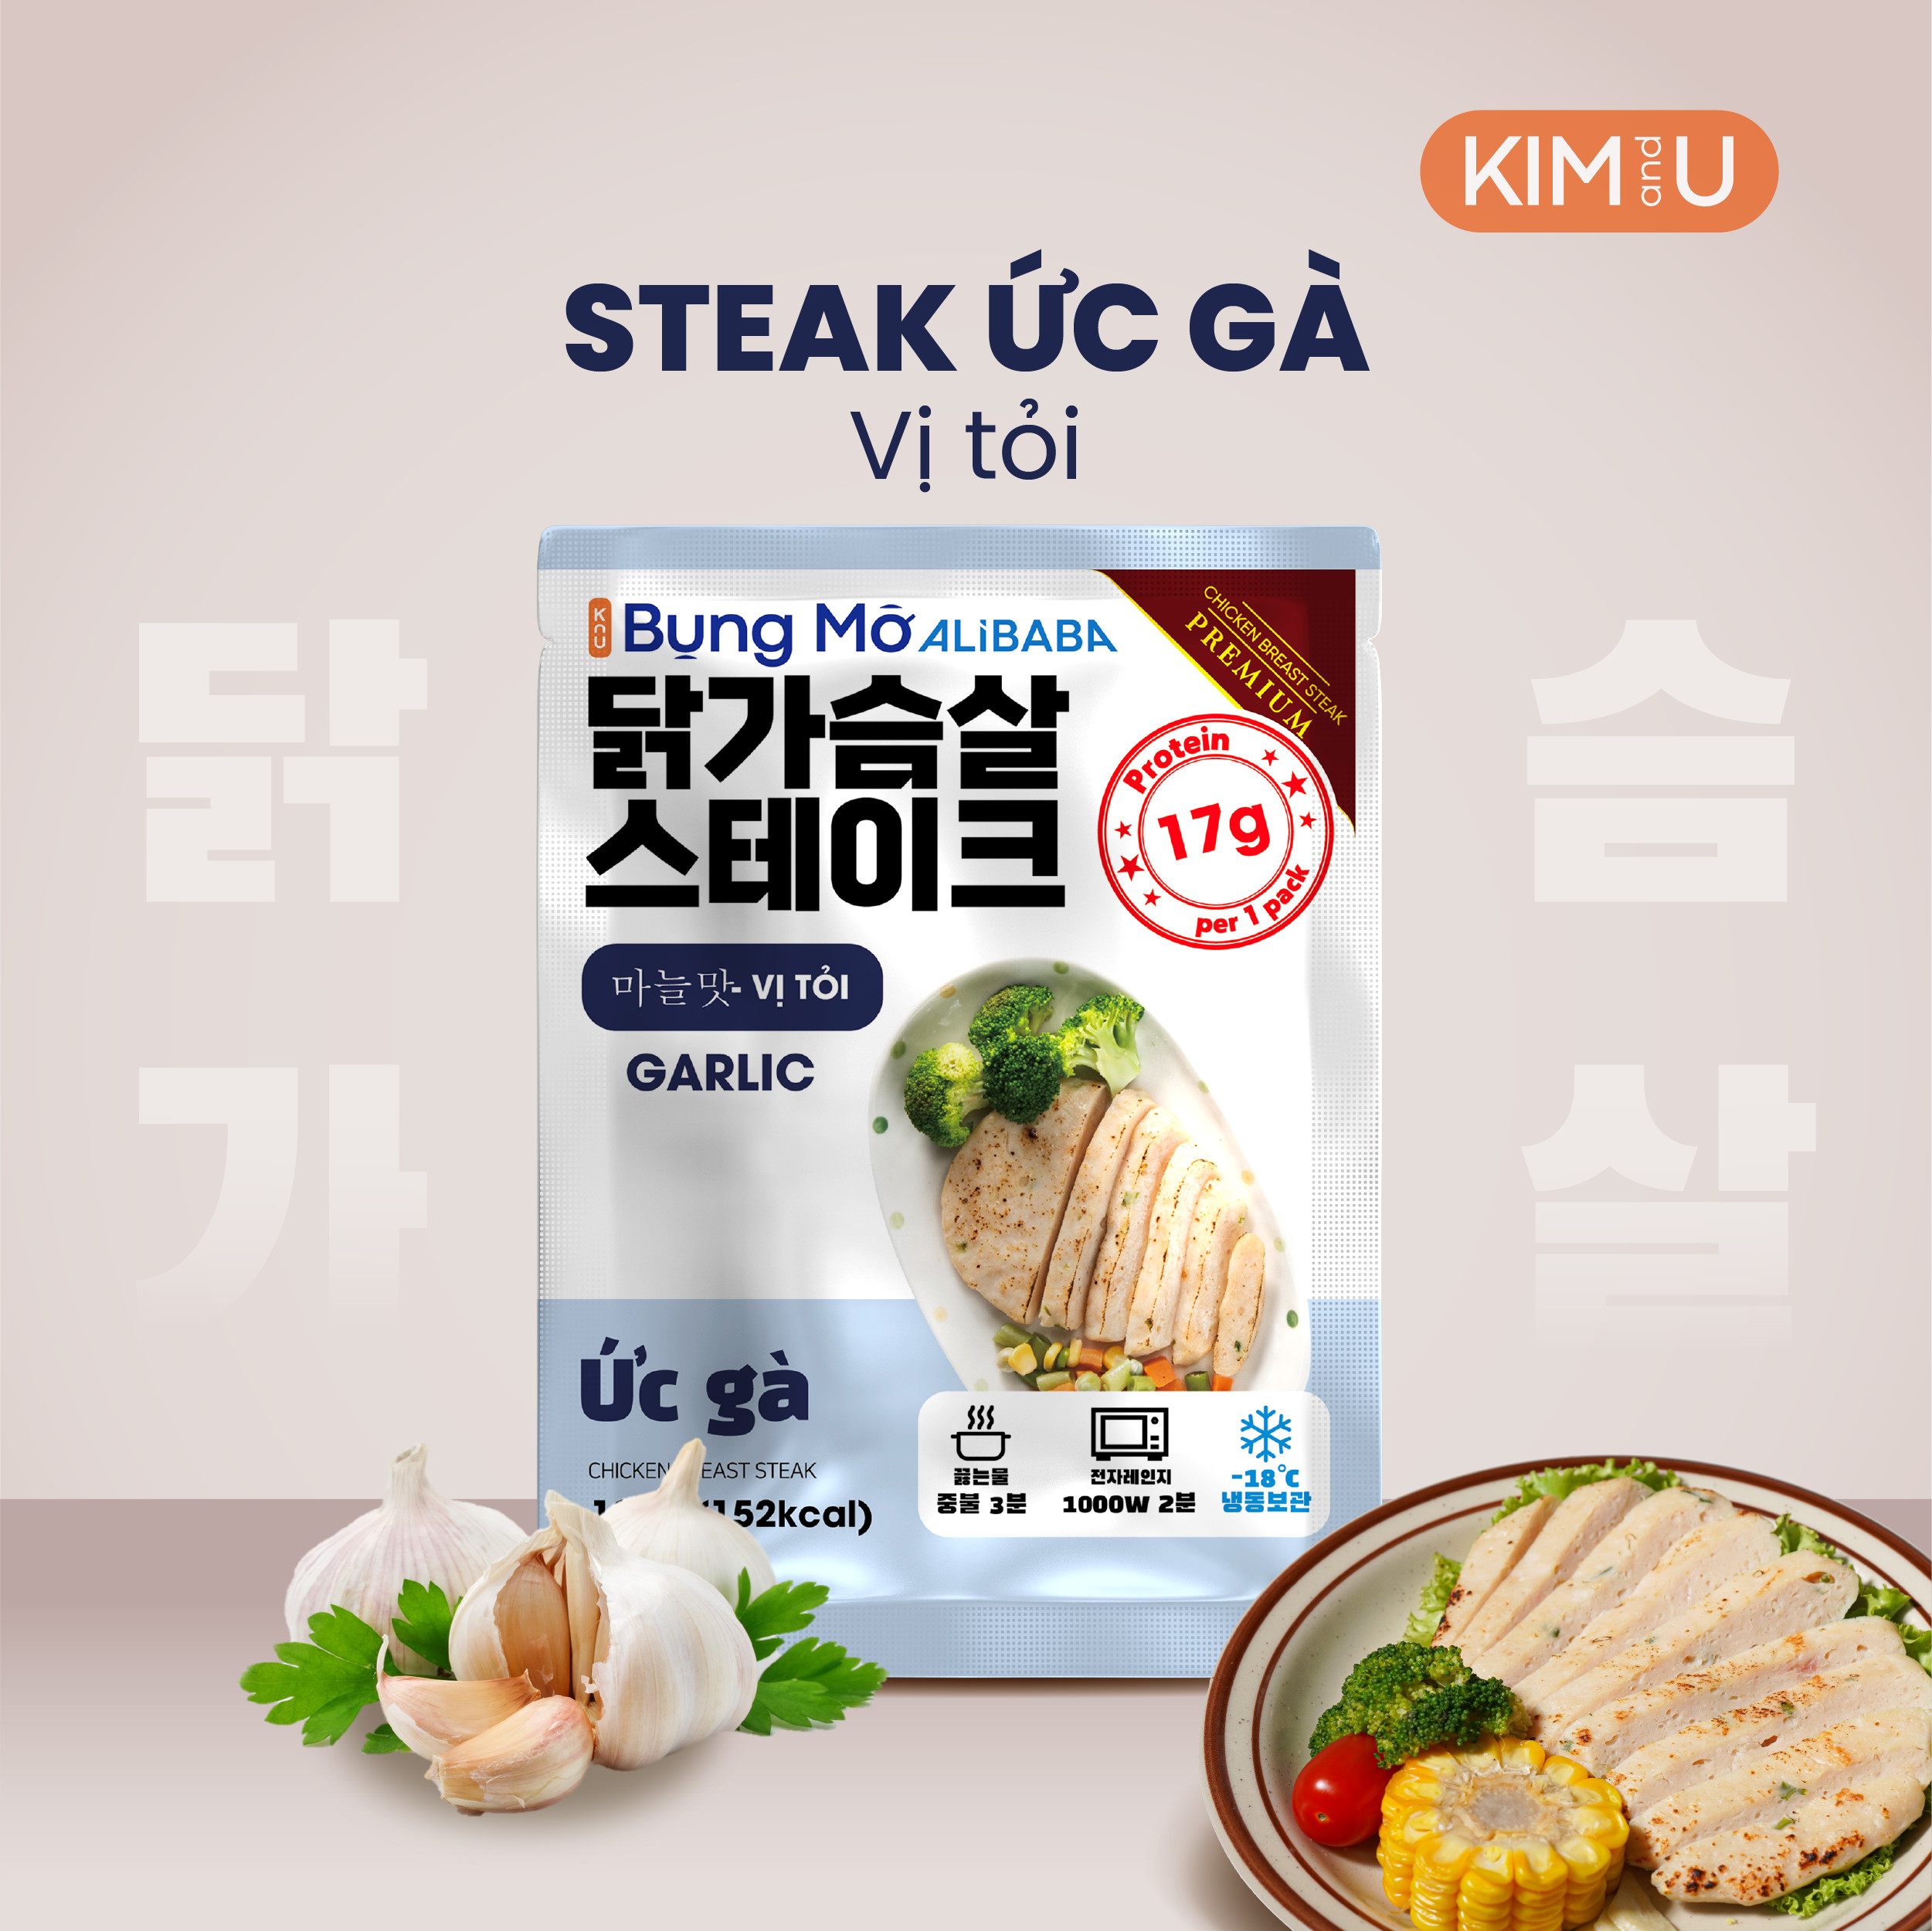 KIM and U
STEAK ỨC GÀ
Vị tỏi
닭
가
슴
살
KnU Bụng Mỡ ALiBABA
CHICKEN BREAST STEAK
PREMIUM
닭가슴살
스테이크
Protein
17g
per 1 pack
마늘맛- VỊ TỎI
GARLIC
Ức gà
CHICKEN EAST STEAK
52kcal)
끓는물
중불 3분
전자레인지
1000W 2분
-18°C
냉동보관